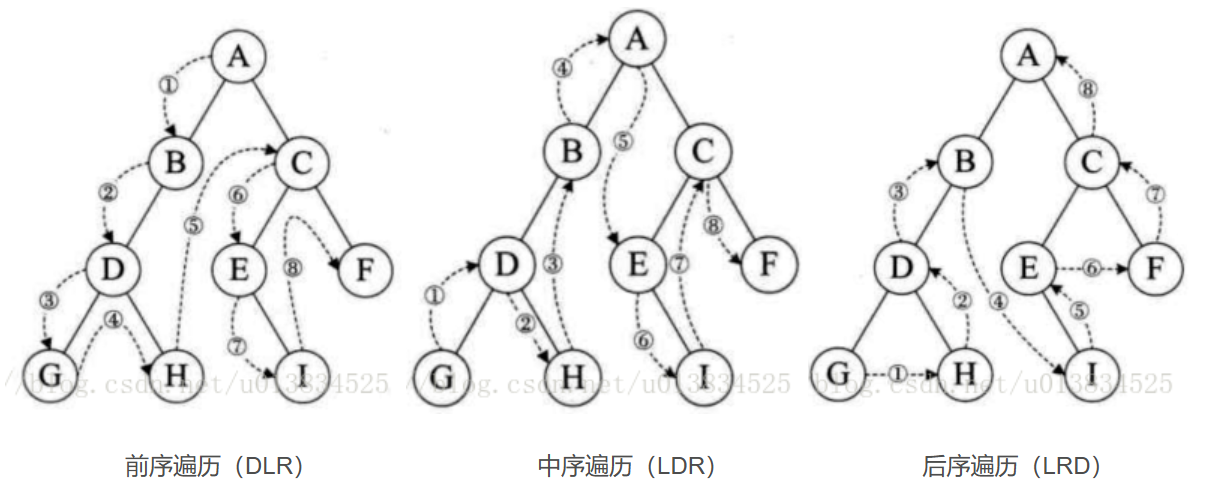 A
①
B
②
⑤
C
⑥
D
E
⑧
F
③
④
⑦
G
H
I
A
④
B
⑤
C
⑧
D
③
E
⑦
F
①
②
⑥
G
H
I
A
⑧
B
C
③
⑦
D
E
⑥
F
②
④
⑤
G
①
H
I
//blog.csdn.net/u013834525
//blog.csdn.net/u013834525
//blog.csdn.net/u013834525
前序遍历（DLR）
中序遍历（LDR）
后序遍历（LRD）